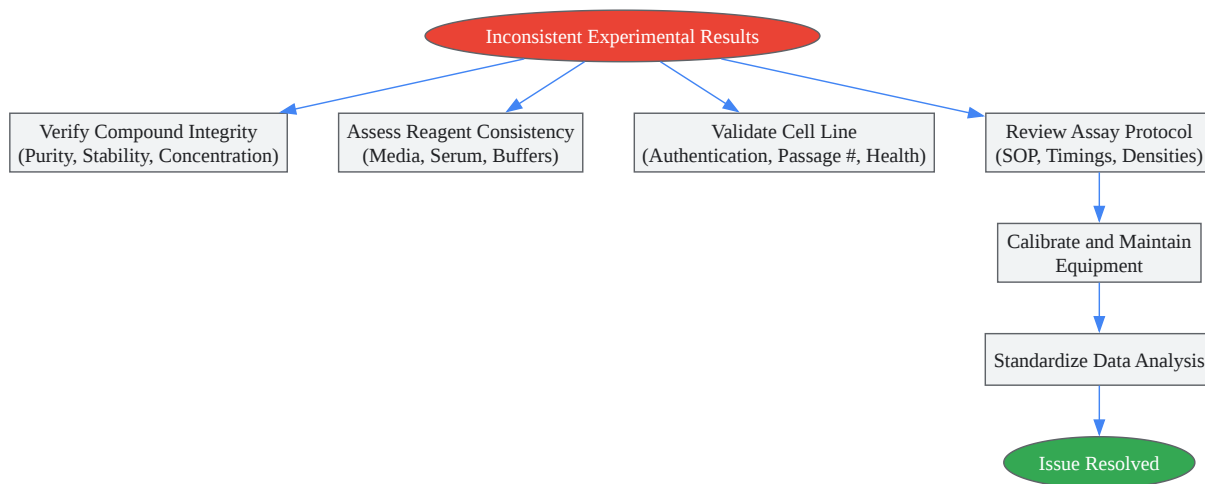 Inconsistent Experimental Results
Verify Compound Integrity
(Purity, Stability, Concentration)
Assess Reagent Consistency
(Media, Serum, Buffers)
Validate Cell Line
(Authentication, Passage #, Health)
Review Assay Protocol
(SOP, Timings, Densities)
Calibrate and Maintain
Equipment
Standardize Data Analysis
Issue Resolved